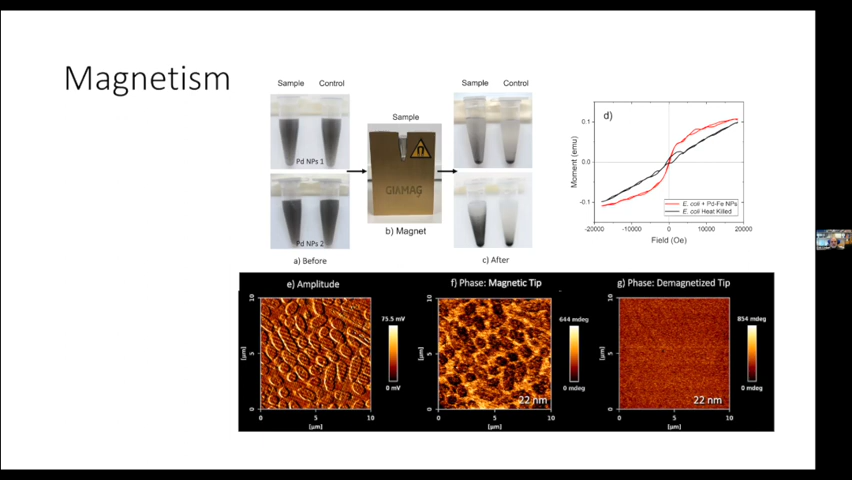 Magnetism
Sample Control
Pd NPs 1
Pd NPs 2
a) Before
Sample
GIAMAG
b) Magnet
Sample Control
c) After
d)
Moment (emu)
0.1
0.0
-0.1
E. coli + Pd-Fe NPs
E. coli Heat Killed
-20000 -10000 0 10000 20000
Field (Oe)
e) Amplitude
[µm]
10
5
0
0 5 10
[µm]
75.5 mV
0 mV
f) Phase: Magnetic Tip
[µm]
10
5
0
22 nm
0 5 10
[µm]
644 mdeg
0 mdeg
g) Phase: Demagnetized Tip
[µm]
10
5
0
22 nm
0 5 10
[µm]
854 mdeg
0 mdeg